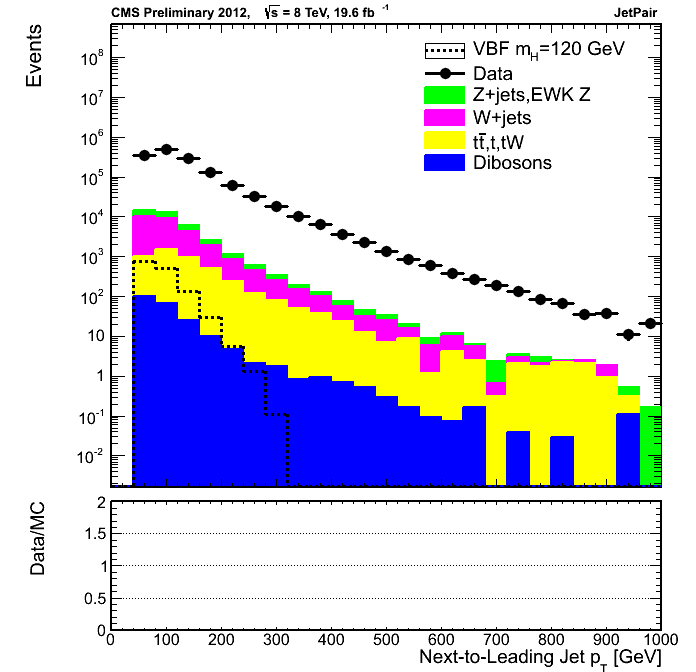 CMS Preliminary 2012, √s = 8 TeV, 19.6 fb⁻¹ JetPair
Events
VBF m_H=120 GeV
Data
Z+jets,EWK Z
W+jets
tt̄,t,tW
Dibosons
10⁸
10⁷
10⁶
10⁵
10⁴
10³
10²
10
1
10⁻¹
10⁻²
Data/MC
2
1.5
1
0.5
0
0 100 200 300 400 500 600 700 800 900 1000
Next-to-Leading Jet p_T [GeV]